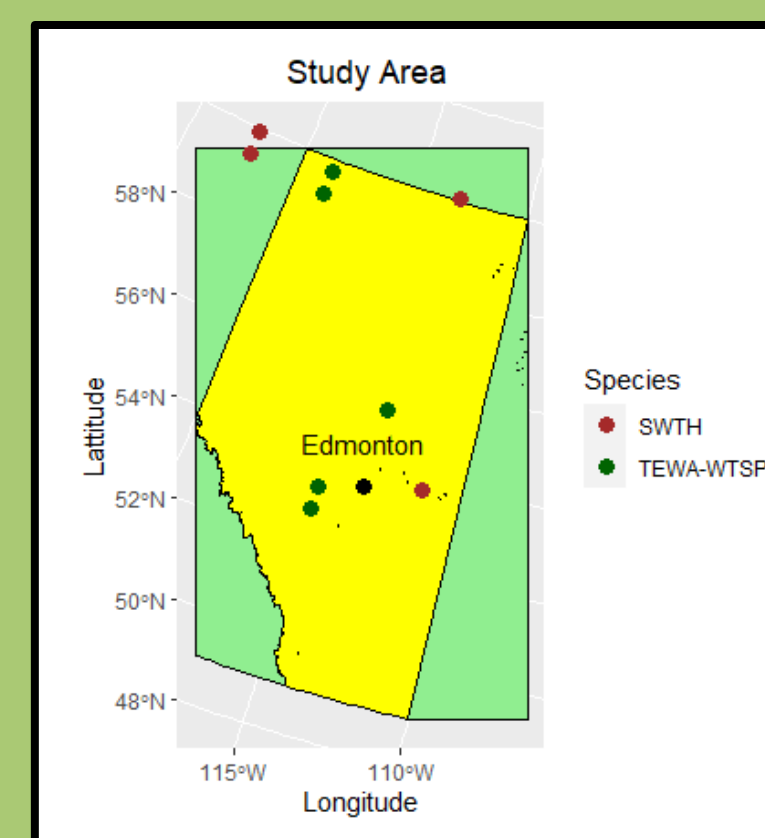 Study Area
58°N
56°N
54°N
52°N
50°N
48°N
Lattitude
Edmonton
115°W 110°W
Longitude
Species
SWTH
TEWA-WTSP